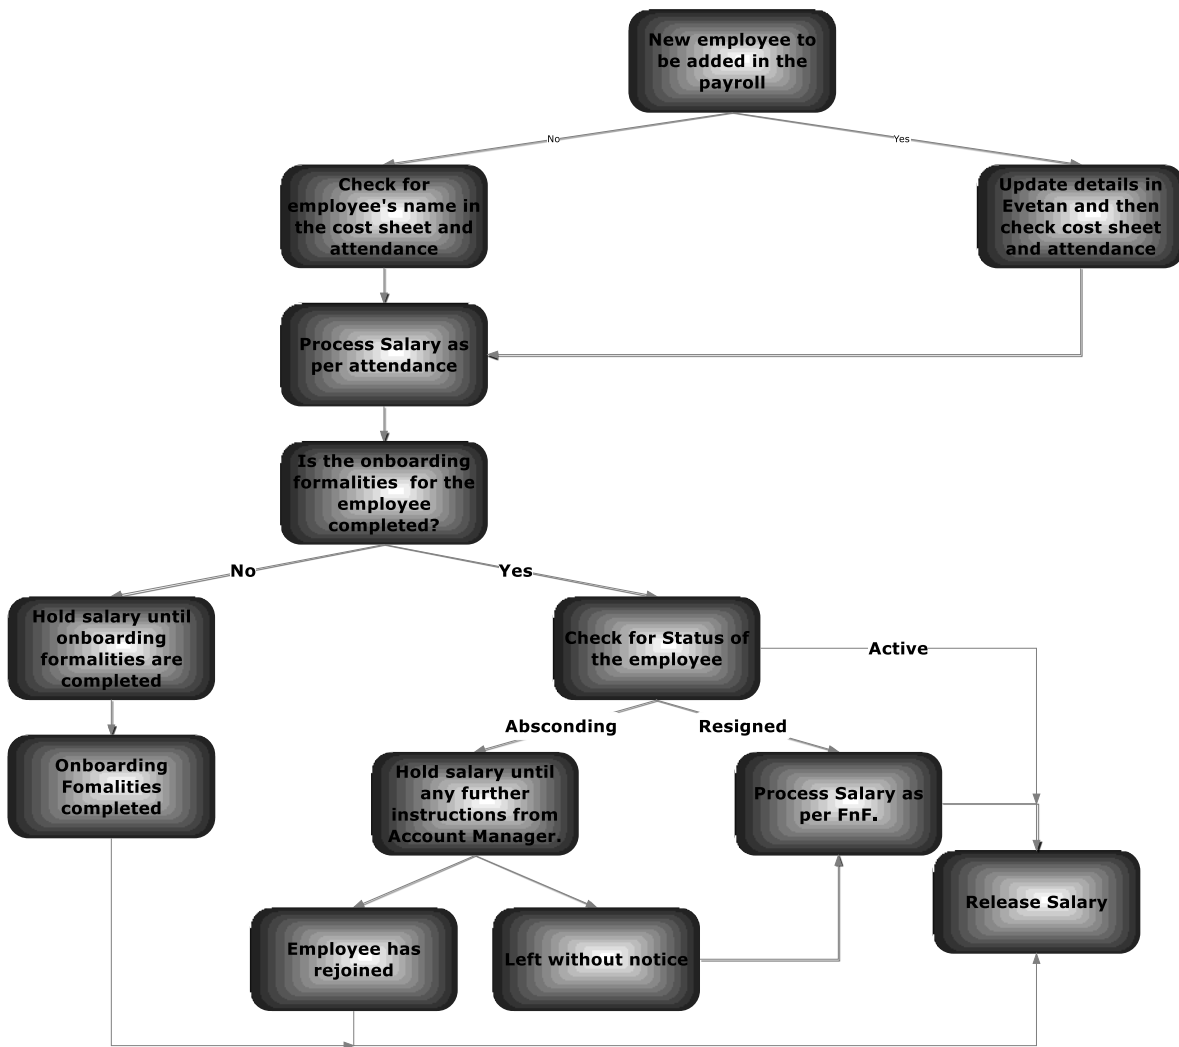 New employee to
be added in the
payroll
No
Yes
Check for
employee's name in
the cost sheet and
attendance
Update details in
Evetan and then
check cost sheet
and attendance
Process Salary as
per attendance
Is the onboarding
formalities  for the
employee
completed?
No
Yes
Hold salary until
onboarding
formalities are
completed
Check for Status of
the employee
Active
Absconding
Resigned
Onboarding
Fomalities
completed
Hold salary until
any further
instructions from
Account Manager.
Process Salary as
per FnF.
Release Salary
Employee has
rejoined
Left without notice